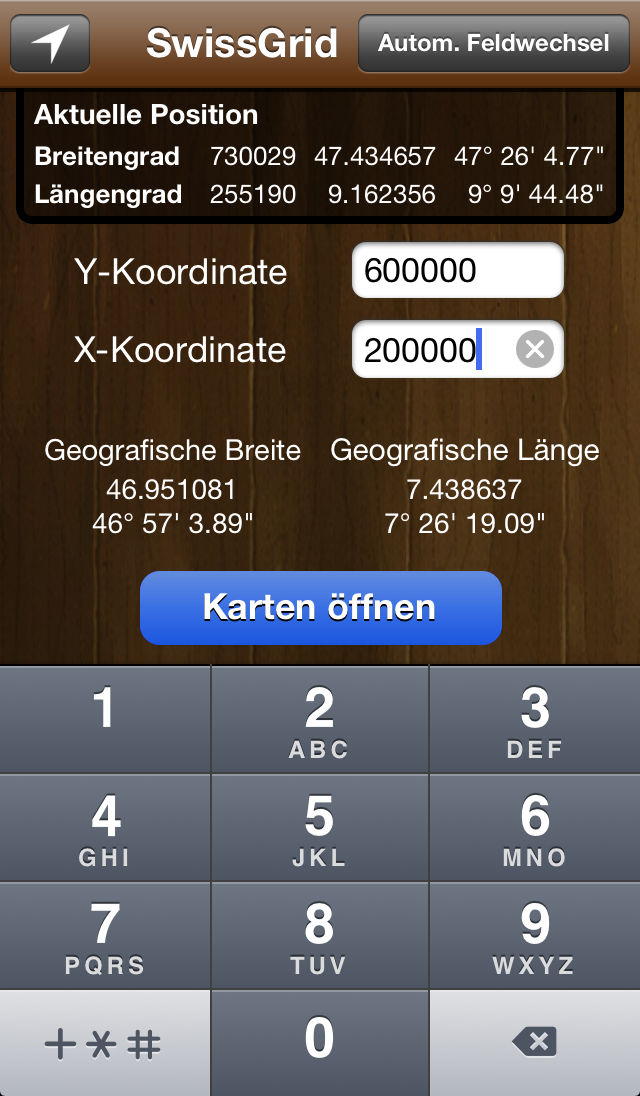 SwissGrid Autom. Feldwechsel
Aktuelle Position
Breitengrad 730029 47.434657 47° 26' 4.77"
Längengrad 255190 9.162356 9° 9' 44.48"
Y-Koordinate 600000
X-Koordinate 200000
Geografische Breite Geografische Länge
46.951081 7.438637
46° 57' 3.89" 7° 26' 19.09"
Karten öffnen
1 2 3
ABC DEF
4 5 6
GHI JKL MNO
7 8 9
PQRS TUV WXYZ
+*# 0